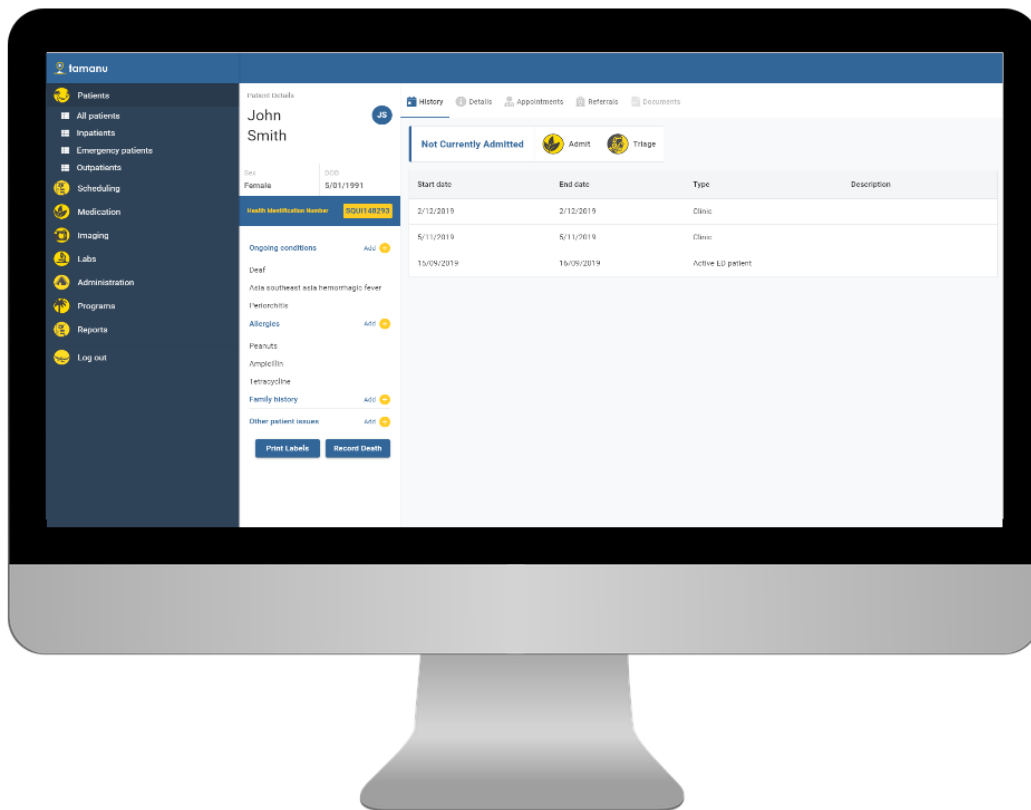 tamanu
Patients
All patients
Inpatients
Emergency patients
Outpatients
Scheduling
Medication
Imaging
Labs
Administration
Programs
Reports
Log out
Patient Details
John
Smith
JS
Sex
DOB
Female
5/01/1991
Health Identification Number
SQUI148293
Ongoing conditions
Add
Deaf
Asia southeast asia hemorrhagic fever
Periorchitis
Allergies
Add
Peanuts
Ampicillin
Tetracycline
Family history
Add
Other patient issues
Add
Print Labels
Record Death
History
Details
Appointments
Referrals
Documents
Not Currently Admitted
Admit
Triage
Start date
End date
Type
Description
2/12/2019
2/12/2019
Clinic
5/11/2019
5/11/2019
Clinic
15/09/2019
16/09/2019
Active ED patient